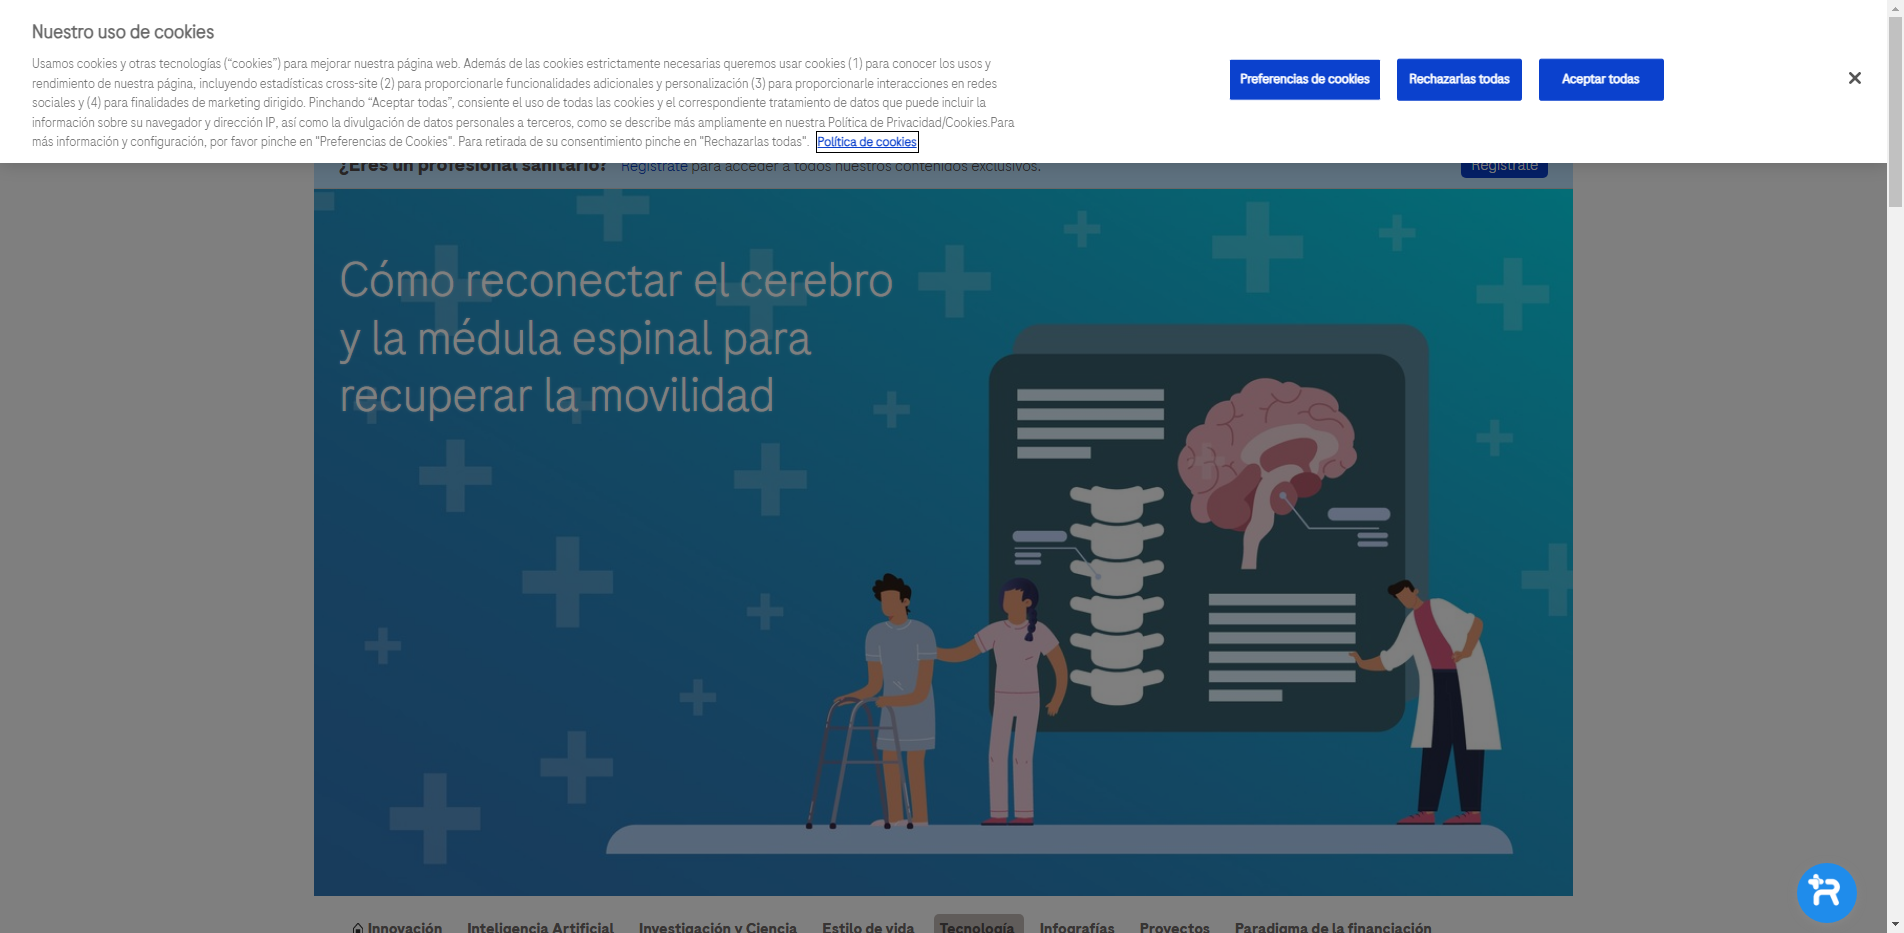 Nuestro uso de cookies
Usamos cookies y otras tecnologías (“cookies”) para mejorar nuestra página web. Además de las cookies estrictamente necesarias queremos usar cookies (1) para conocer los usos y
rendimiento de nuestra página, incluyendo estadísticas cross-site (2) para proporcionarle funcionalidades adicionales y personalización (3) para proporcionarle interacciones en redes
sociales y (4) para finalidades de marketing dirigido. Pinchando “Aceptar todas”, consiente el uso de todas las cookies y el correspondiente tratamiento de datos que puede incluir la
información sobre su navegador y dirección IP, así como la divulgación de datos personales a terceros, como se describe más ampliamente en nuestra Política de Privacidad/Cookies.Para
más información y configuración, por favor pinche en "Preferencias de Cookies". Para retirada de su consentimiento pinche en "Rechazarlas todas". Política de cookies
Preferencias de cookies
Rechazarlas todas
Aceptar todas
¿Eres un profesional sanitario? Regístrate para acceder a todos nuestros contenidos exclusivos.
Regístrate
Cómo reconectar el cerebro
y la médula espinal para
recuperar la movilidad
Innovación Inteligencia Artificial Investigación y Ciencia Estilo de vida Tecnología Infografías Proyectos Paradigma de la financiación